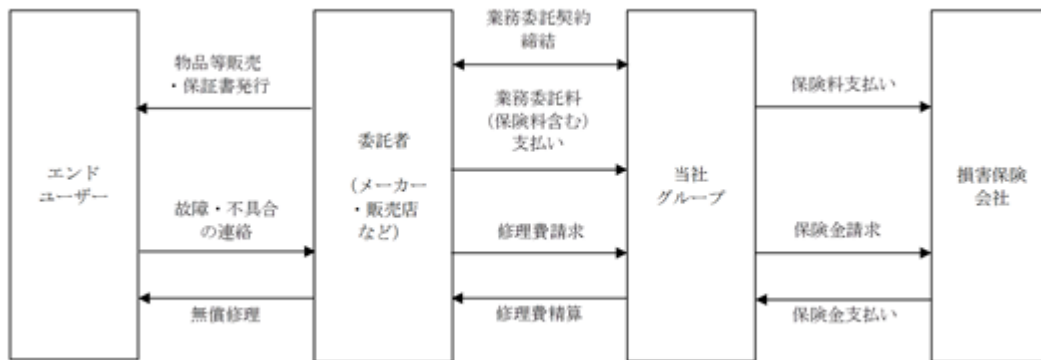 エンド
ユーザー
物品等販売
・保証書発行
故障・不具合
の連絡
無償修理
委託者
（メーカー
・販売店
など）
業務委託契約
締結
業務委託料
（保険料含む）
支払い
修理費請求
修理費精算
当社
グループ
保険料支払い
保険金請求
保険金支払い
損害保険
会社